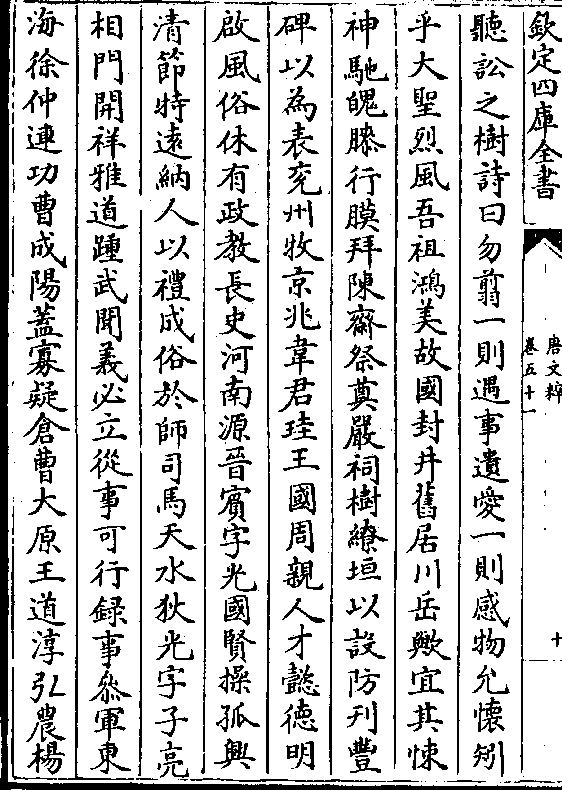 欽定四庫全書
唐文粹
卷五十一
十
聽訟之樹詩曰勿翦一則遇事遺愛一則感物允懷矧
乎大聖烈風吾祖鴻美故國封井舊居川岳歟宜其悚
神馳魄膝行膜拜陳齋祭奠嚴祠樹繚垣以設防刋豐
碑以為表兖州牧京兆韋君珪王國周親人才懿德明
啟風俗休有政教長史河南源晉賓字光國賢操孤興
清節特遠納人以禮成俗於師司馬天水狄光字子亮
相門開祥雅道踵武聞義必立從事可行録事叅軍東
海徐仲連功曹成陽蓋寡疑倉曹大原王道淳弘農楊